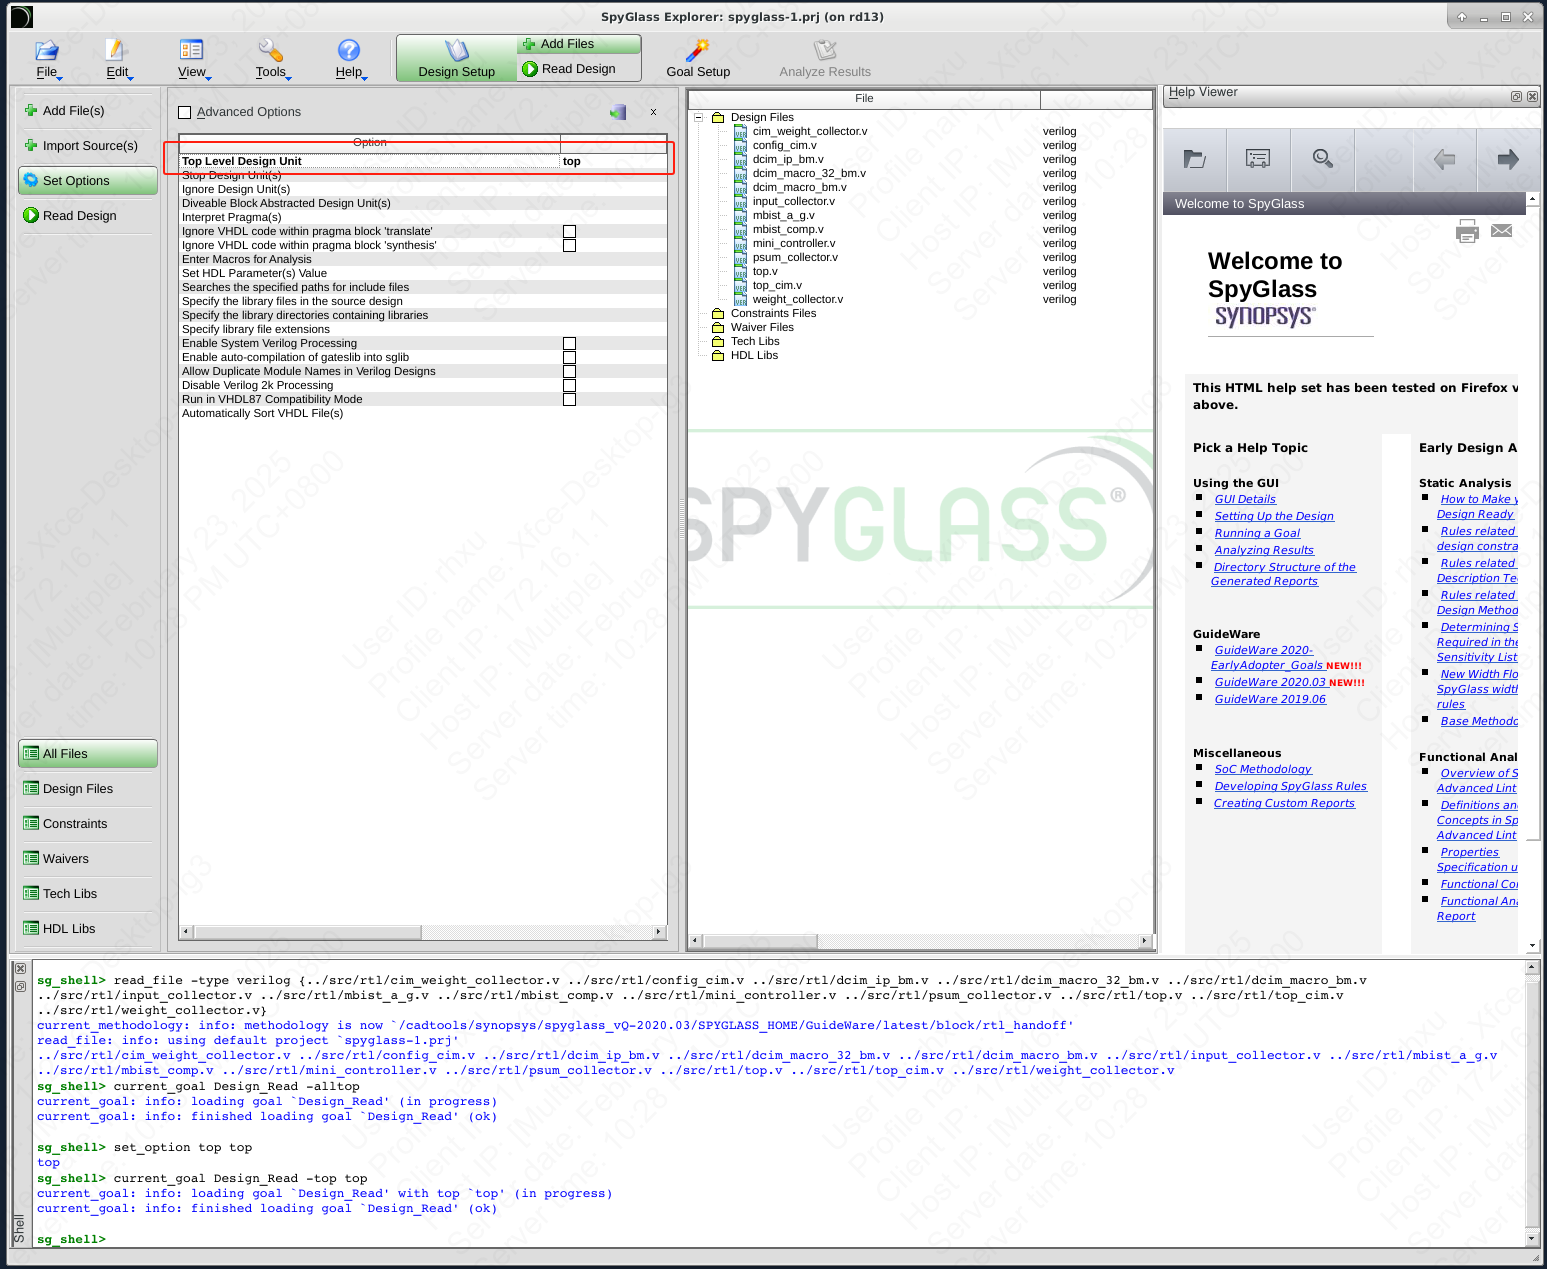 SpyGlass Explorer: spyglass-1.prj (on rd13)
File
Edit
View
Tools
Help
Design Setup
Add Files
Read Design
Goal Setup
Analyze Results
Add File(s)
Import Source(s)
Set Options
Read Design
All Files
Design Files
Constraints
Waivers
Tech Libs
HDL Libs
Advanced Options
x
Option
Top Level Design Unit top
Stop Design Unit(s)
Ignore Design Unit(s)
Diveable Block Abstracted Design Unit(s)
Interpret Pragma(s)
Ignore VHDL code within pragma block 'translate'
Ignore VHDL code within pragma block 'synthesis'
Enter Macros for Analysis
Set HDL Parameter(s) Value
Searches the specified paths for include files
Specify the library files in the source design
Specify the library directories containing libraries
Specify library file extensions
Enable System Verilog Processing
Enable auto-compilation of gateslib into sglib
Allow Duplicate Module Names in Verilog Designs
Disable Verilog 2k Processing
Run in VHDL87 Compatibility Mode
Automatically Sort VHDL File(s)
File
Design Files
cim_weight_collector.v verilog
config_cim.v verilog
dcim_ip_bm.v verilog
dcim_macro_32_bm.v verilog
dcim_macro_bm.v verilog
input_collector.v verilog
mbist_a_g.v verilog
mbist_comp.v verilog
mini_controller.v verilog
psum_collector.v verilog
top.v verilog
top_cim.v verilog
weight_collector.v verilog
Constraints Files
Waiver Files
Tech Libs
HDL Libs
SPYGLASS®
Help Viewer
Welcome to SpyGlass
Welcome to
SpyGlass
SYNOPSYS®
This HTML help set has been tested on Firefox v
above.
Pick a Help Topic
Using the GUI
GUI Details
Setting Up the Design
Running a Goal
Analyzing Results
Directory Structure of the
Generated Reports
GuideWare
GuideWare 2020-
EarlyAdopter_Goals NEW!!!
GuideWare 2020.03 NEW!!!
GuideWare 2019.06
Miscellaneous
SoC Methodology
Developing SpyGlass Rules
Creating Custom Reports
Early Design A
Static Analysis
How to Make y
Design Ready
Rules related
design constra
Rules related
Description Te
Rules related
Design Method
Determining S
Required in the
Sensitivity List
New Width Flo
SpyGlass width
rules
Base Methodo
Functional Anal
Overview of S
Advanced Lint
Definitions an
Concepts in Sp
Advanced Lint
Properties
Specification u
Functional Co
Functional Ana
Report
Shell
sg_shell> read_file -type verilog {../src/rtl/cim_weight_collector.v ../src/rtl/config_cim.v ../src/rtl/dcim_ip_bm.v ../src/rtl/dcim_macro_32_bm.v ../src/rtl/dcim_macro_bm.v
../src/rtl/input_collector.v ../src/rtl/mbist_a_g.v ../src/rtl/mbist_comp.v ../src/rtl/mini_controller.v ../src/rtl/psum_collector.v ../src/rtl/top.v ../src/rtl/top_cim.v
../src/rtl/weight_collector.v}
current_methodology: info: methodology is now `/cadtools/synopsys/spyglass_vQ-2020.03/SPYGLASS_HOME/GuideWare/latest/block/rtl_handoff'
read_file: info: using default project `spyglass-1.prj'
../src/rtl/cim_weight_collector.v ../src/rtl/config_cim.v ../src/rtl/dcim_ip_bm.v ../src/rtl/dcim_macro_32_bm.v ../src/rtl/dcim_macro_bm.v ../src/rtl/input_collector.v ../src/rtl/mbist_a_g.v
../src/rtl/mbist_comp.v ../src/rtl/mini_controller.v ../src/rtl/psum_collector.v ../src/rtl/top.v ../src/rtl/top_cim.v ../src/rtl/weight_collector.v
sg_shell> current_goal Design_Read -alltop
current_goal: info: loading goal `Design_Read' (in progress)
current_goal: info: finished loading goal `Design_Read' (ok)
sg_shell> set_option top top
top
sg_shell> current_goal Design_Read -top top
current_goal: info: loading goal `Design_Read' with top `top' (in progress)
current_goal: info: finished loading goal `Design_Read' (ok)
sg_shell>